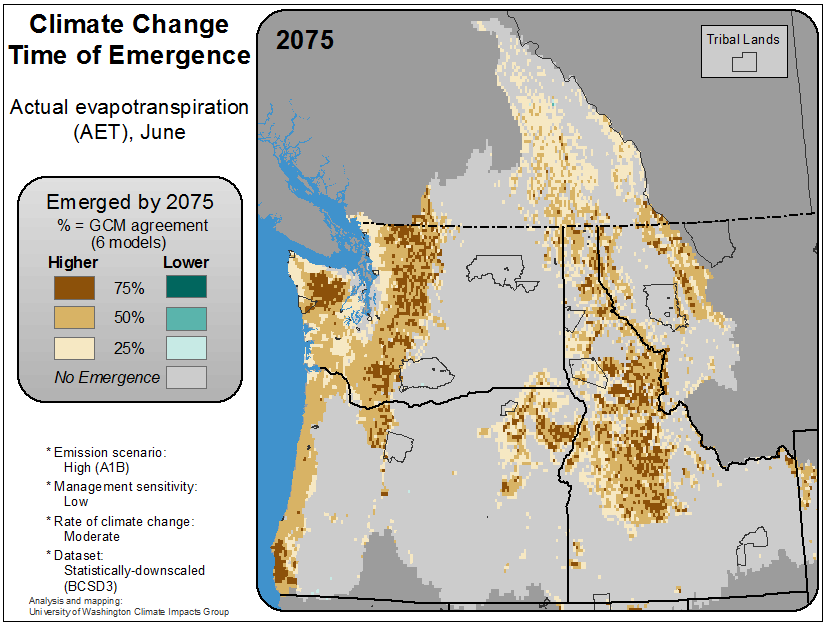 Climate Change
Time of Emergence
Actual evapotranspiration
(AET), June
Emerged by 2075
% = GCM agreement
(6 models)
Higher Lower
75%
50%
25%
No Emergence
* Emission scenario:
High (A1B)
* Management sensitivity:
Low
* Rate of climate change:
Moderate
* Dataset:
Statistically-downscaled
(BCSD3)
Analysis and mapping:
University of Washington Climate Impacts Group
2075
Tribal Lands